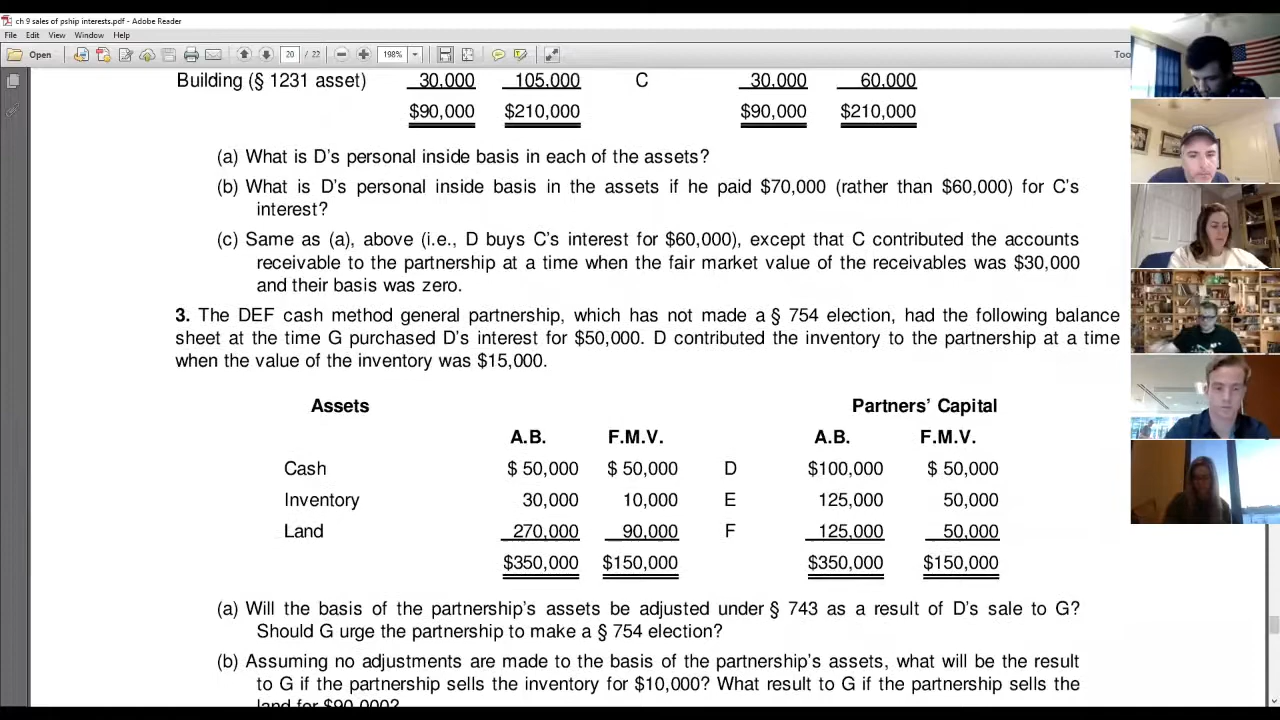 ch 9 sales of pship interests.pdf - Adobe Reader
File Edit View Window Help
Open 20 / 22 198% Too
Building (§ 1231 asset) 30,000 105,000 C 30,000 60,000
$90,000 $210,000 $90,000 $210,000
(a) What is D’s personal inside basis in each of the assets?
(b) What is D’s personal inside basis in the assets if he paid $70,000 (rather than $60,000) for C’s
interest?
(c) Same as (a), above (i.e., D buys C’s interest for $60,000), except that C contributed the accounts
receivable to the partnership at a time when the fair market value of the receivables was $30,000
and their basis was zero.
3. The DEF cash method general partnership, which has not made a § 754 election, had the following balance
sheet at the time G purchased D’s interest for $50,000. D contributed the inventory to the partnership at a time
when the value of the inventory was $15,000.
Assets Partners’ Capital
A.B. F.M.V. A.B. F.M.V.
Cash $ 50,000 $ 50,000 D $100,000 $ 50,000
Inventory 30,000 10,000 E 125,000 50,000
Land 270,000 90,000 F 125,000 50,000
$350,000 $150,000 $350,000 $150,000
(a) Will the basis of the partnership’s assets be adjusted under § 743 as a result of D’s sale to G?
Should G urge the partnership to make a § 754 election?
(b) Assuming no adjustments are made to the basis of the partnership’s assets, what will be the result
to G if the partnership sells the inventory for $10,000? What result to G if the partnership sells the
land for $90,000?